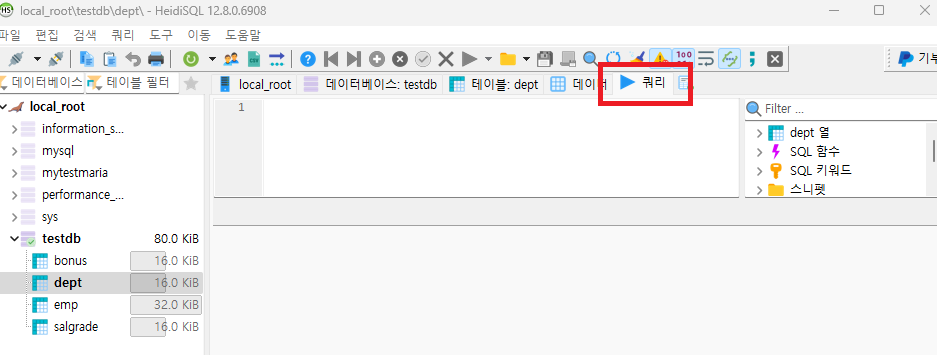 local_root\testdb\dept\ - HeidiSQL 12.8.0.6908
파일 편집 검색 쿼리 도구 이동 도움말
기부
데이터베이스 테이블 필터 local_root 데이터베이스: testdb 테이블: dept 데이터 쿼리
local_root
information_s...
mysql
mytestmaria
performance_...
sys
testdb 80.0 KiB
bonus 16.0 KiB
dept 16.0 KiB
emp 32.0 KiB
salgrade 16.0 KiB
1
Filter ...
dept 열
SQL 함수
SQL 키워드
스니펫